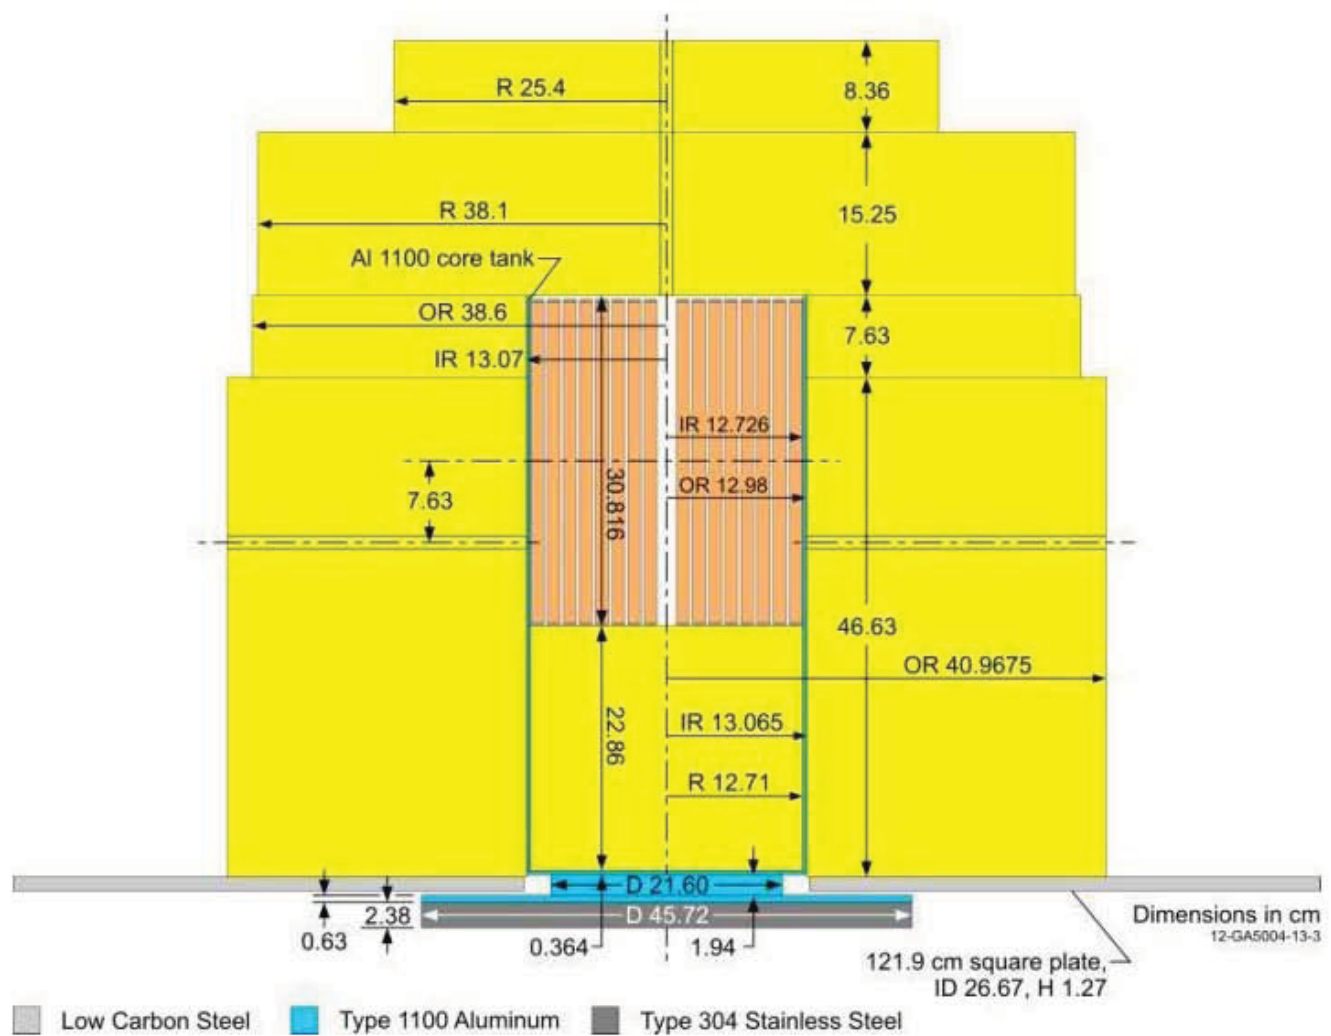 R 25.4
8.36
R 38.1
15.25
Al 1100 core tank
OR 38.6
7.63
IR 13.07
IR 12.726
30.816
OR 12.98
7.63
46.63
OR 40.9675
22.86
IR 13.065
R 12.71
D 21.60
2.38
D 45.72
0.63
0.364
1.94
Dimensions in cm
12-GA5004-13-3
121.9 cm square plate,
ID 26.67, H 1.27
Low Carbon Steel
Type 1100 Aluminum
Type 304 Stainless Steel